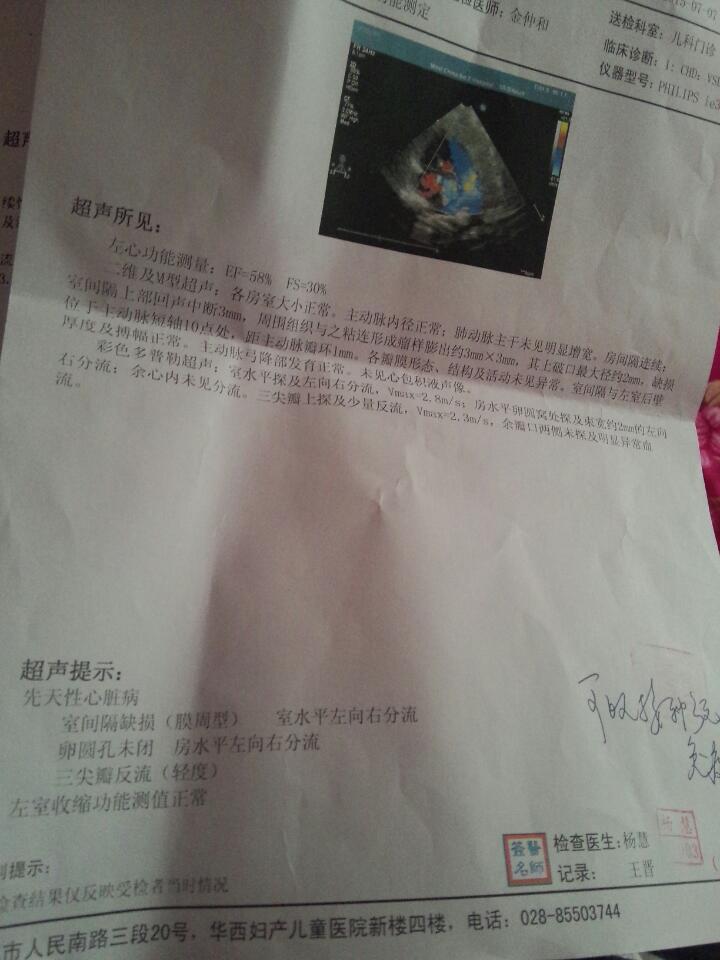 能测定
检医师：金仲和
送检科室：儿科门诊
临床诊断：1：CHD：VSD
仪器型号：PHILIPS ie3
超声所见：
左心功能测量：EF=58% FS=30%
二维及M型超声：各房室大小正常。主动脉内径正常；肺动脉主干未见明显增宽。房间隔连续；
室间隔上部回声中断3mm，周围组织与之粘连形成瘤样膨出约3mm×3mm，其上破口最大径约2mm，缺损
位于主动脉短轴10点处，距主动脉瓣环1mm。各瓣膜形态、结构及活动未见异常。室间隔与左室后壁
厚度及搏幅正常。主动脉弓降部发育正常。未见心包积液声像。
彩色多普勒超声：室水平探及左向右分流，Vmax=2.8m/s；房水平卵圆窝处探及束宽约2mm的左向
右分流；余心内未见分流。三尖瓣上探及少量反流，Vmax=2.3m/s，余瓣口两侧未探及明显异常血
流。
超声提示：
先天性心脏病
室间隔缺损（膜周型） 室水平左向右分流
卵圆孔未闭 房水平左向右分流
三尖瓣反流（轻度）
左室收缩功能测值正常
可以接种
签醫
名師
检查医生：杨慧
记录： 王晋
提示：
检查结果仅反映受检者当时情况
市人民南路三段20号，华西妇产儿童医院新楼四楼，电话：028-85503744